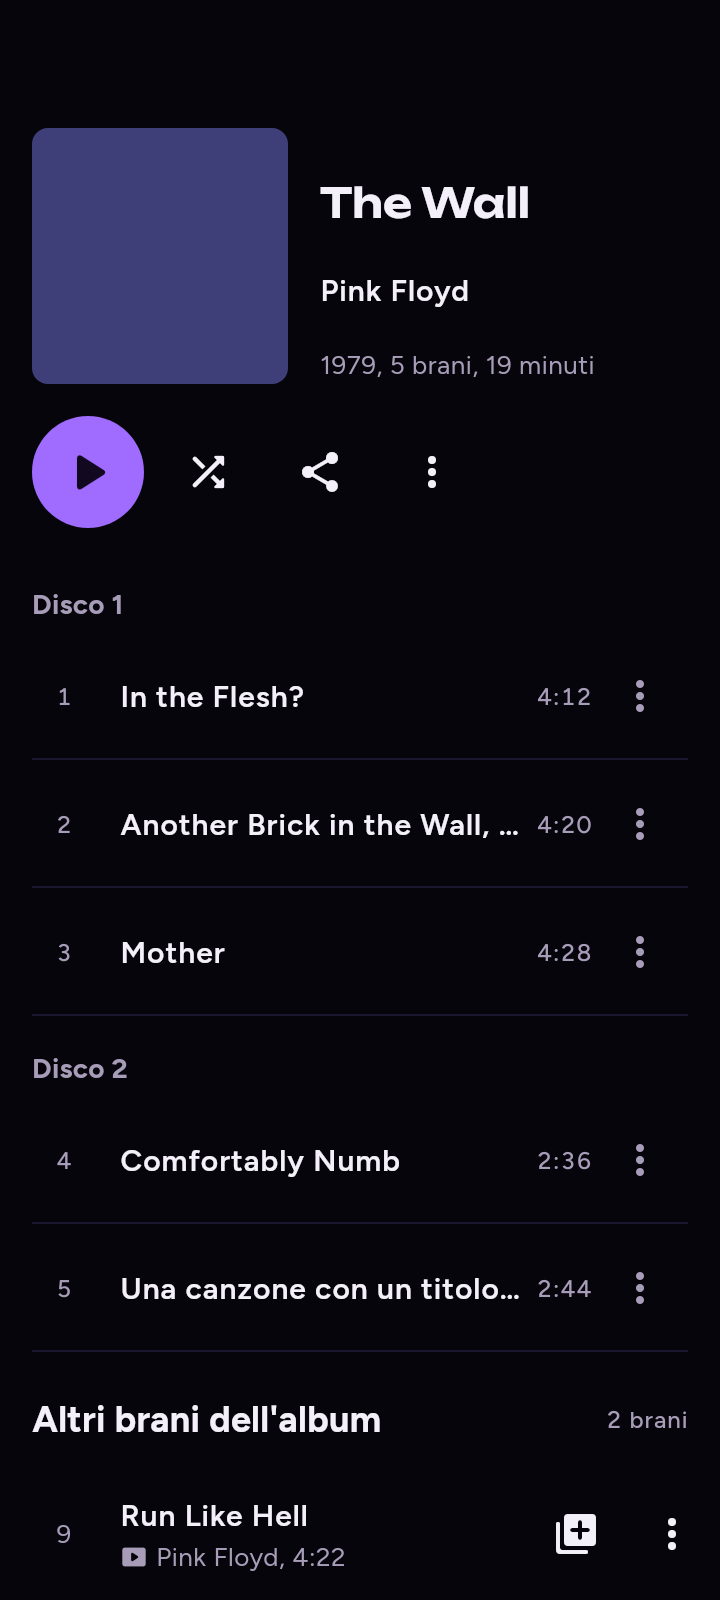 The Wall
Pink Floyd
1979, 5 brani, 19 minuti
Disco 1
1 In the Flesh? 4:12
2 Another Brick in the Wall, ... 4:20
3 Mother 4:28
Disco 2
4 Comfortably Numb 2:36
5 Una canzone con un titolo... 2:44
Altri brani dell'album 2 brani
9 Run Like Hell
Pink Floyd, 4:22